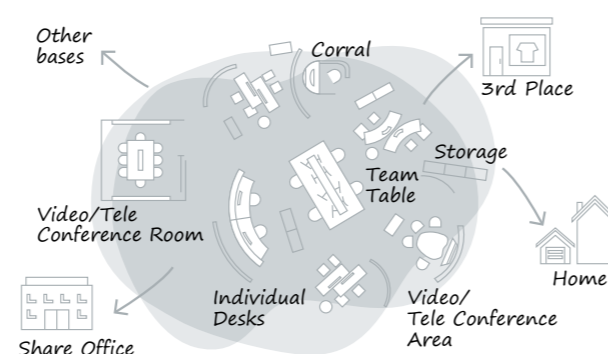 Other
bases
Corral
3rd Place
Storage
Team
Table
Video/Tele
Conference Room
Home
Individual
Desks
Video/
Tele Conference
Area
Share Office